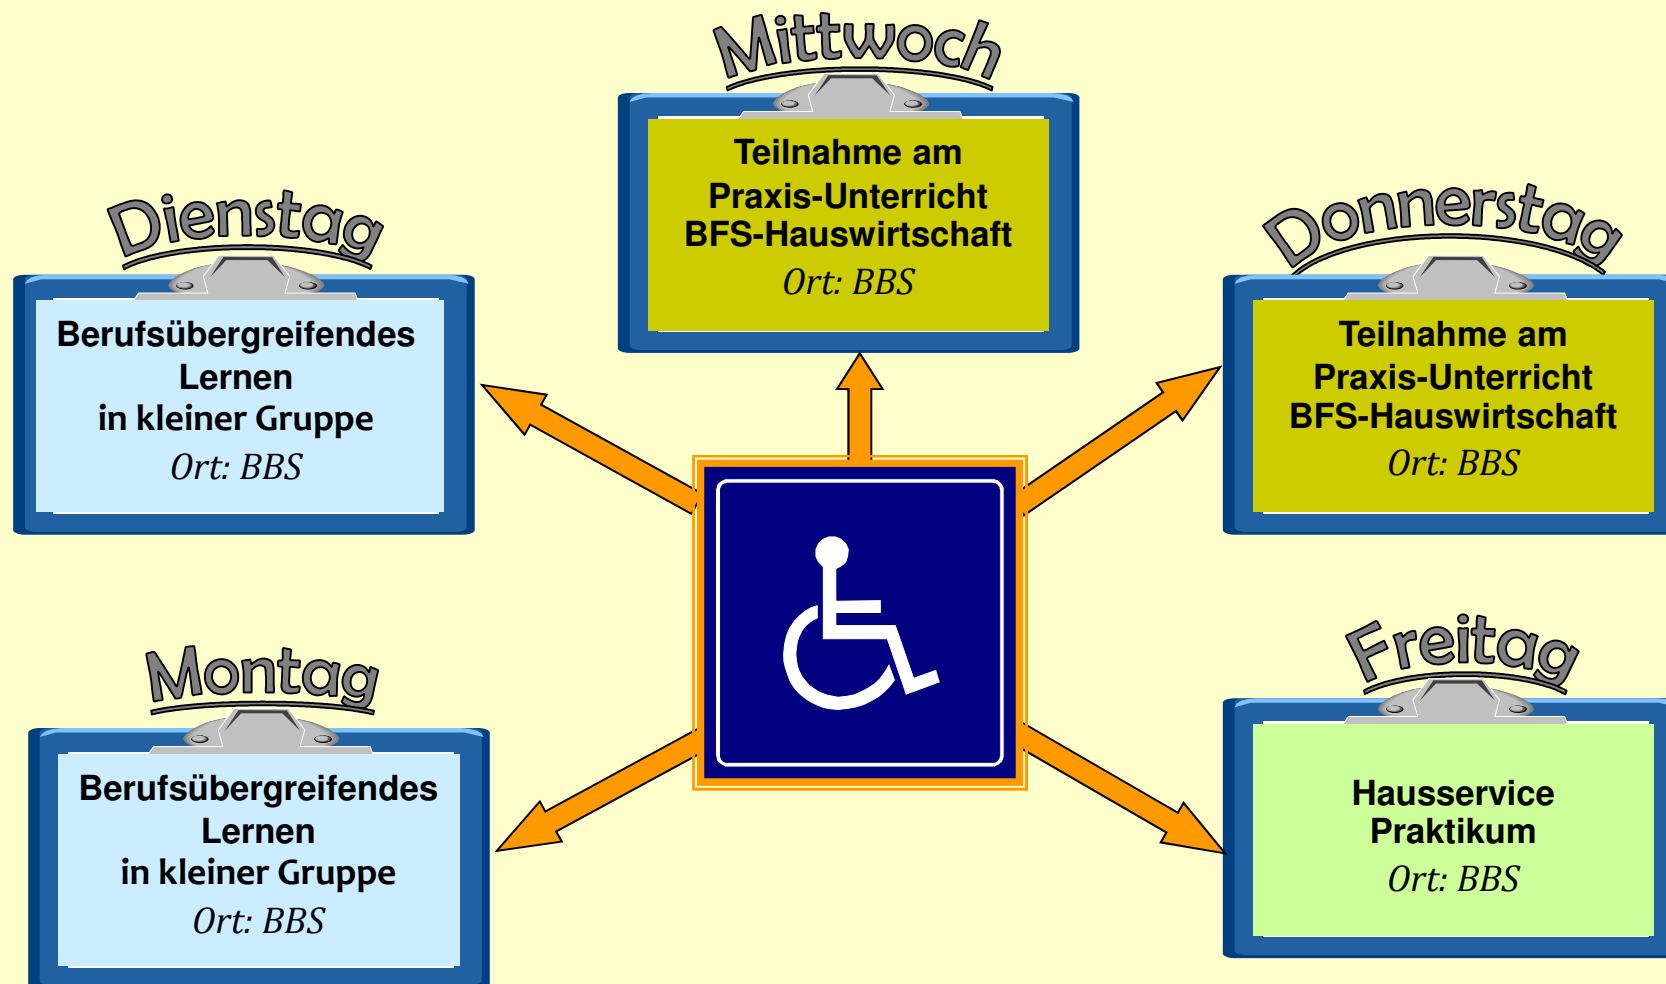 Mittwoch
Teilnahme am
Praxis-Unterricht
BFS-Hauswirtschaft
Ort: BBS
Dienstag
Berufsübergreifendes
Lernen
in kleiner Gruppe
Ort: BBS
Donnerstag
Teilnahme am
Praxis-Unterricht
BFS-Hauswirtschaft
Ort: BBS
Montag
Berufsübergreifendes
Lernen
in kleiner Gruppe
Ort: BBS
Freitag
Hausservice
Praktikum
Ort: BBS